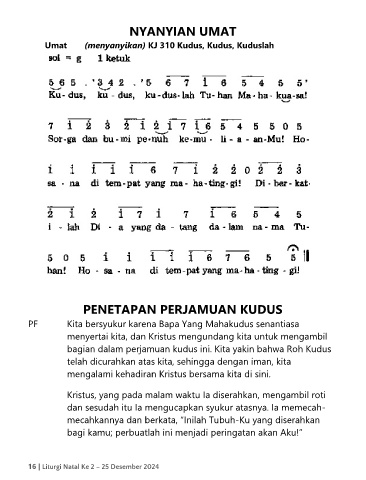 NYANYIAN UMAT
Umat (menyanyikan) KJ 310 Kudus, Kudus, Kuduslah
sol = g 1 ketuk
5 6 5 . ' 3 4 2 . ' 5 6 7 1 6 5 4 5 5 '
Ku - dus, ku - dus, ku-dus-lah Tu-han Ma-ha-kua-sa!
7 1 2 3 2 1 2 1 7 1 6 5 4 5 5 0 5
Sor-ga dan bu-mi pe-nuh ke-mu - li - a - an-Mu! Ho-
1 1 1 1 1 6 7 1 2 2 0 2 2 3
sa - na di tem-pat yang ma-ha-ting-gi! Di-ber-kat-
2 1 2 1 7 1 7 1 6 5 4 5
i - lah Di - a yang da - tang da-lam na-ma Tu-
5 0 5 1 1 1 1 1 6 7 6 5 5
han! Ho - sa - na di tem-pat yang ma-ha-ting - gi!
PENETAPAN PERJAMUAN KUDUS
PF Kita bersyukur karena Bapa Yang Mahakudus senantiasa
menyertai kita, dan Kristus mengundang kita untuk mengambil
bagian dalam perjamuan kudus ini. Kita yakin bahwa Roh Kudus
telah dicurahkan atas kita, sehingga dengan iman, kita
mengalami kehadiran Kristus bersama kita di sini.
Kristus, yang pada malam waktu Ia diserahkan, mengambil roti
dan sesudah itu Ia mengucapkan syukur atasnya. Ia memecah-
mecahkannya dan berkata, “Inilah Tubuh-Ku yang diserahkan
bagi kamu; perbuatlah ini menjadi peringatan akan Aku!”
16 | Liturgi Natal Ke 2 – 25 Desember 2024